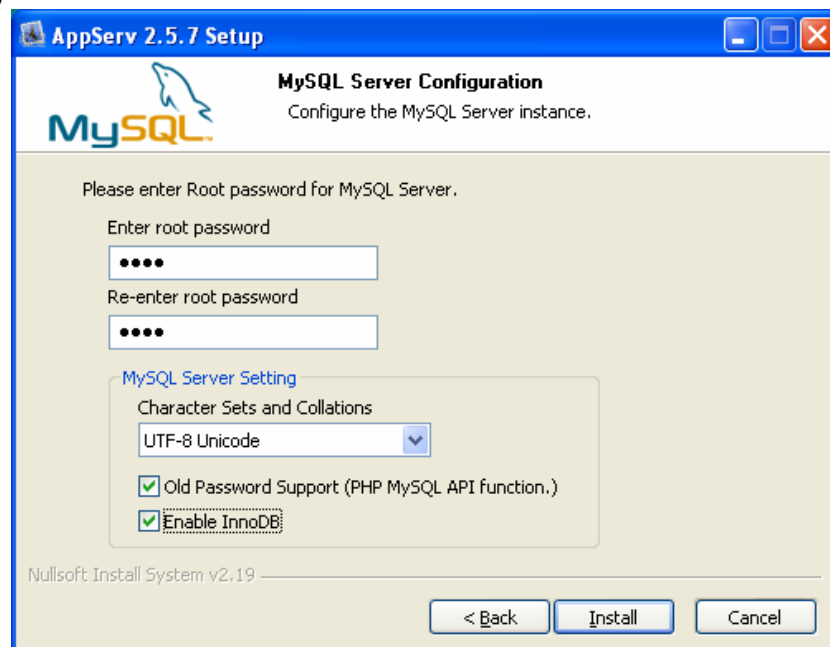 AppServ 2.5.7 Setup
MySQL
MySQL Server Configuration
Configure the MySQL Server instance.
Please enter Root password for MySQL Server.
Enter root password
••••
Re-enter root password
••••
MySQL Server Setting
Character Sets and Collations
UTF-8 Unicode
Old Password Support (PHP MySQL API function.)
Enable InnoDB
Nullsoft Install System v2.19
< Back Install Cancel